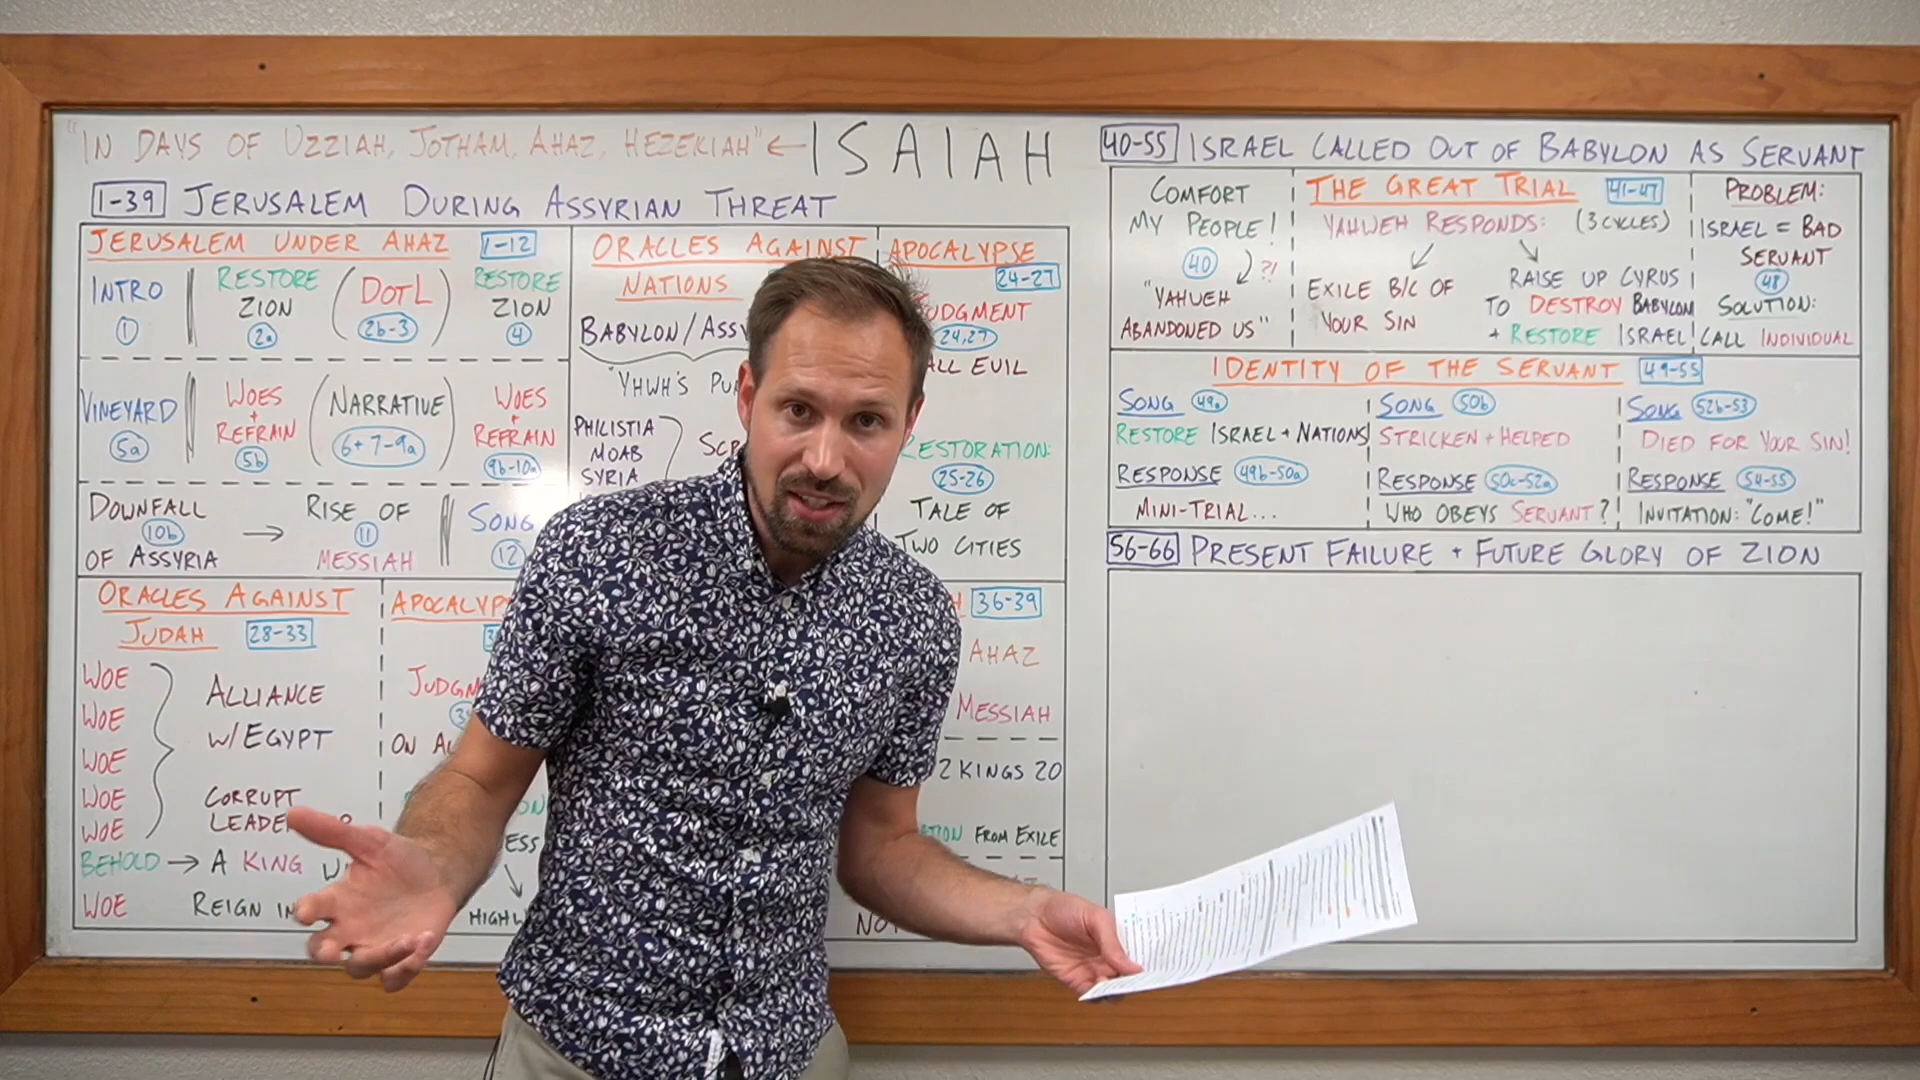 "IN DAYS OF UZZIAH, JOTHAM, AHAZ, HEZEKIAH" ← ISAIAH
1-39 JERUSALEM DURING ASSYRIAN THREAT
JERUSALEM UNDER AHAZ 1-12
INTRO
1
RESTORE
ZION
2a
(DOTL)
2b-3
RESTORE
ZION
4
VINEYARD
5a
WOES
+
REFRAIN
5b
(NARRATIVE)
6+7-9a
WOES
+
REFRAIN
9b-10a
DOWNFALL
10b
OF ASSYRIA
→
RISE OF
11
MESSIAH
SONG
12
ORACLES AGAINST
NATIONS
BABYLON/ASSY
"YHWH'S
PHILISTIA
MOAB
SYRIA
APOCALYPSE
24-27
JUDGMENT
24,27
ALL EVIL
RESTORATION:
25-26
TALE OF
TWO CITIES
ORACLES AGAINST
JUDAH 28-33
WOE
WOE
WOE
WOE
WOE
ALLIANCE
W/EGYPT
CORRUPT
BEHOLD → A KING
WOE
REIGN IN
APOCALYP
JUDGM
ON
HIGHW
36-39
AHAZ
MESSIAH
2 KINGS 20
FROM EXILE
40-55 ISRAEL CALLED OUT OF BABYLON AS SERVANT
COMFORT
MY PEOPLE!
40 ?!
"YAHWEH
ABANDONED US"
THE GREAT TRIAL 41-47
YAHWEH RESPONDS: (3 CYCLES)
EXILE B/C OF
YOUR SIN
RAISE UP CYRUS
TO DESTROY BABYLON
+ RESTORE ISRAEL
PROBLEM:
ISRAEL = BAD
SERVANT
48
SOLUTION:
CALL INDIVIDUAL
IDENTITY OF THE SERVANT 49-55
SONG 49a
RESTORE ISRAEL + NATIONS
RESPONSE 49b-50a
MINI-TRIAL...
SONG 50b
STRICKEN + HELPED
RESPONSE 50c-52a
WHO OBEYS SERVANT?
SONG 52b-53
DIED FOR YOUR SIN!
RESPONSE 54-55
INVITATION: "COME!"
56-66 PRESENT FAILURE + FUTURE GLORY OF ZION